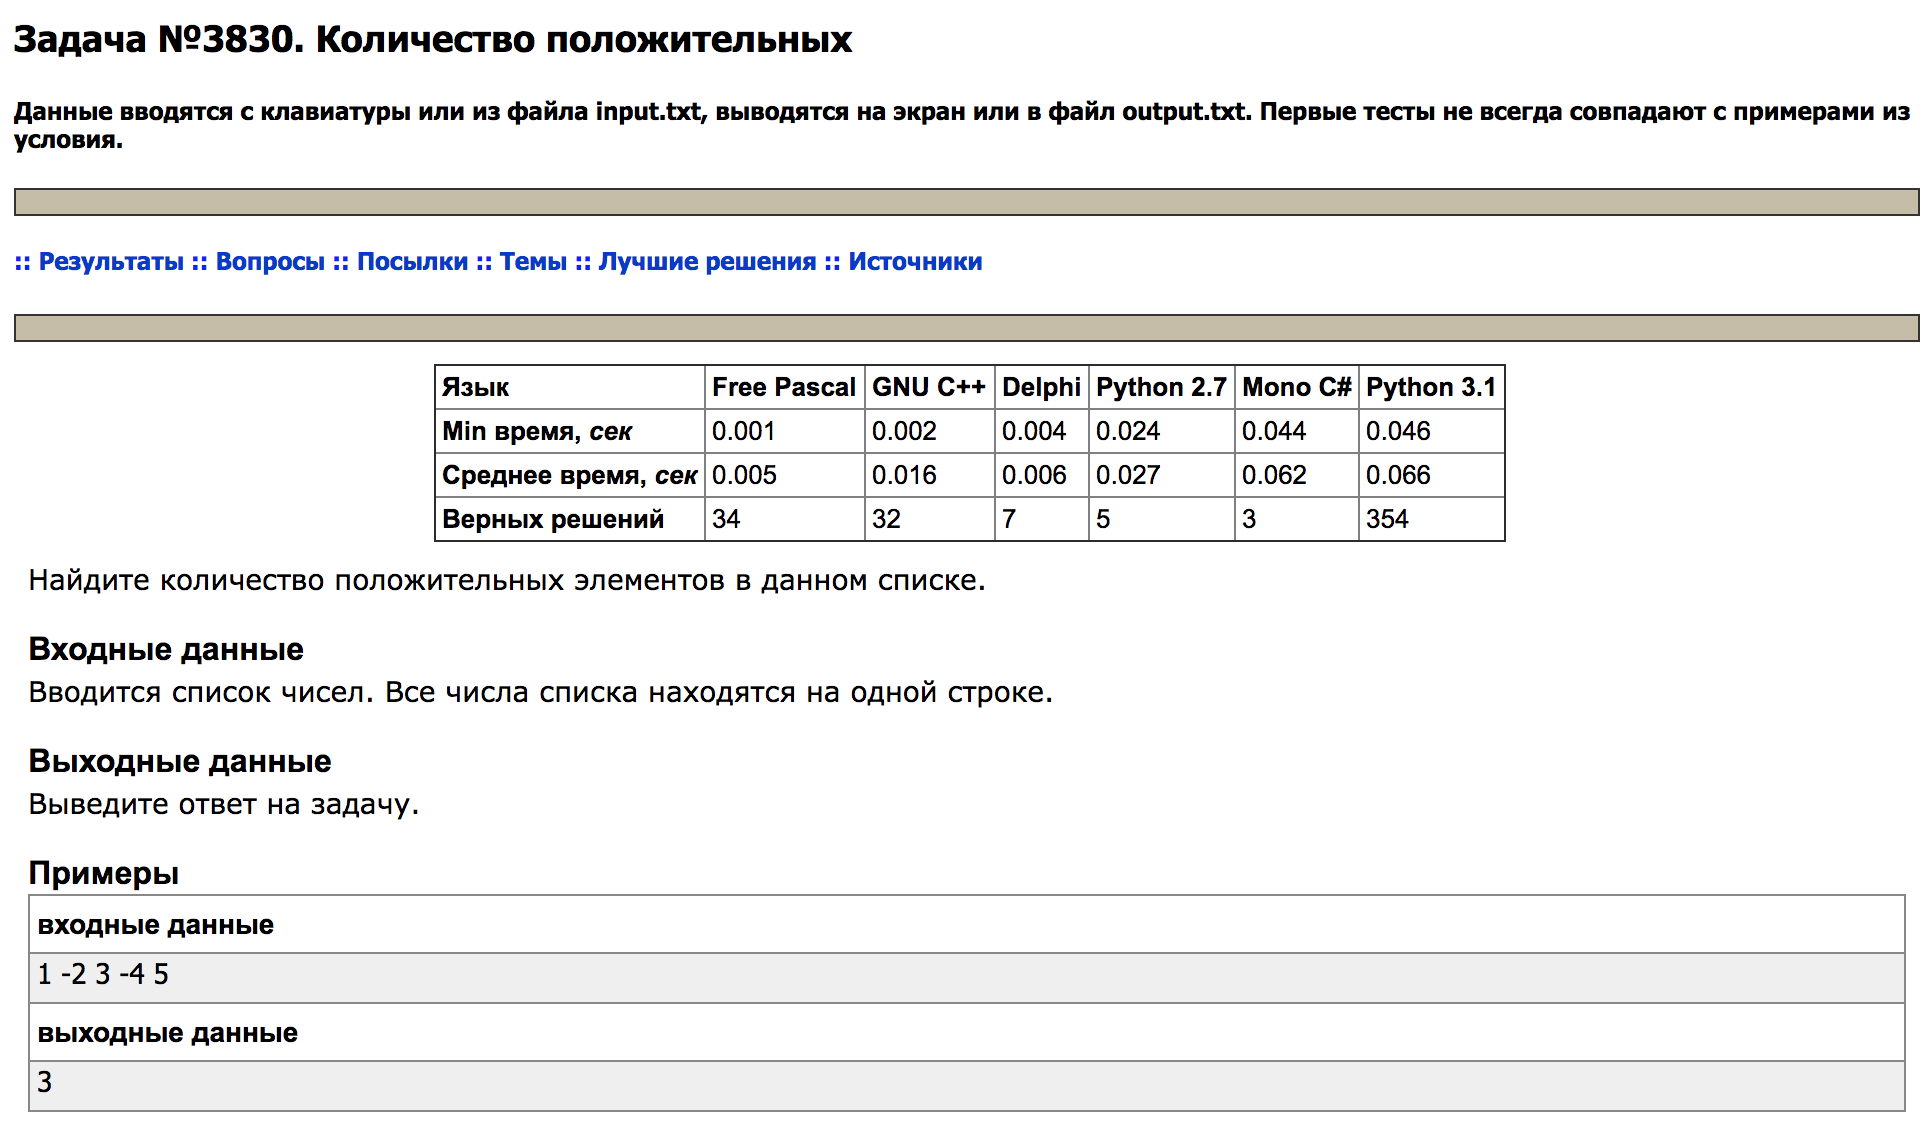 Задача №3830. Количество положительных
Данные вводятся с клавиатуры или из файла input.txt, выводятся на экран или в файл output.txt. Первые тесты не всегда совпадают с примерами из
условия.
:: Результаты :: Вопросы :: Посылки :: Темы :: Лучшие решения :: Источники
Язык Free Pascal GNU C++ Delphi Python 2.7 Mono C# Python 3.1
Min время, сек 0.001 0.002 0.004 0.024 0.044 0.046
Среднее время, сек 0.005 0.016 0.006 0.027 0.062 0.066
Верных решений 34 32 7 5 3 354
Найдите количество положительных элементов в данном списке.
Входные данные
Вводится список чисел. Все числа списка находятся на одной строке.
Выходные данные
Выведите ответ на задачу.
Примеры
входные данные
1 -2 3 -4 5
выходные данные
3